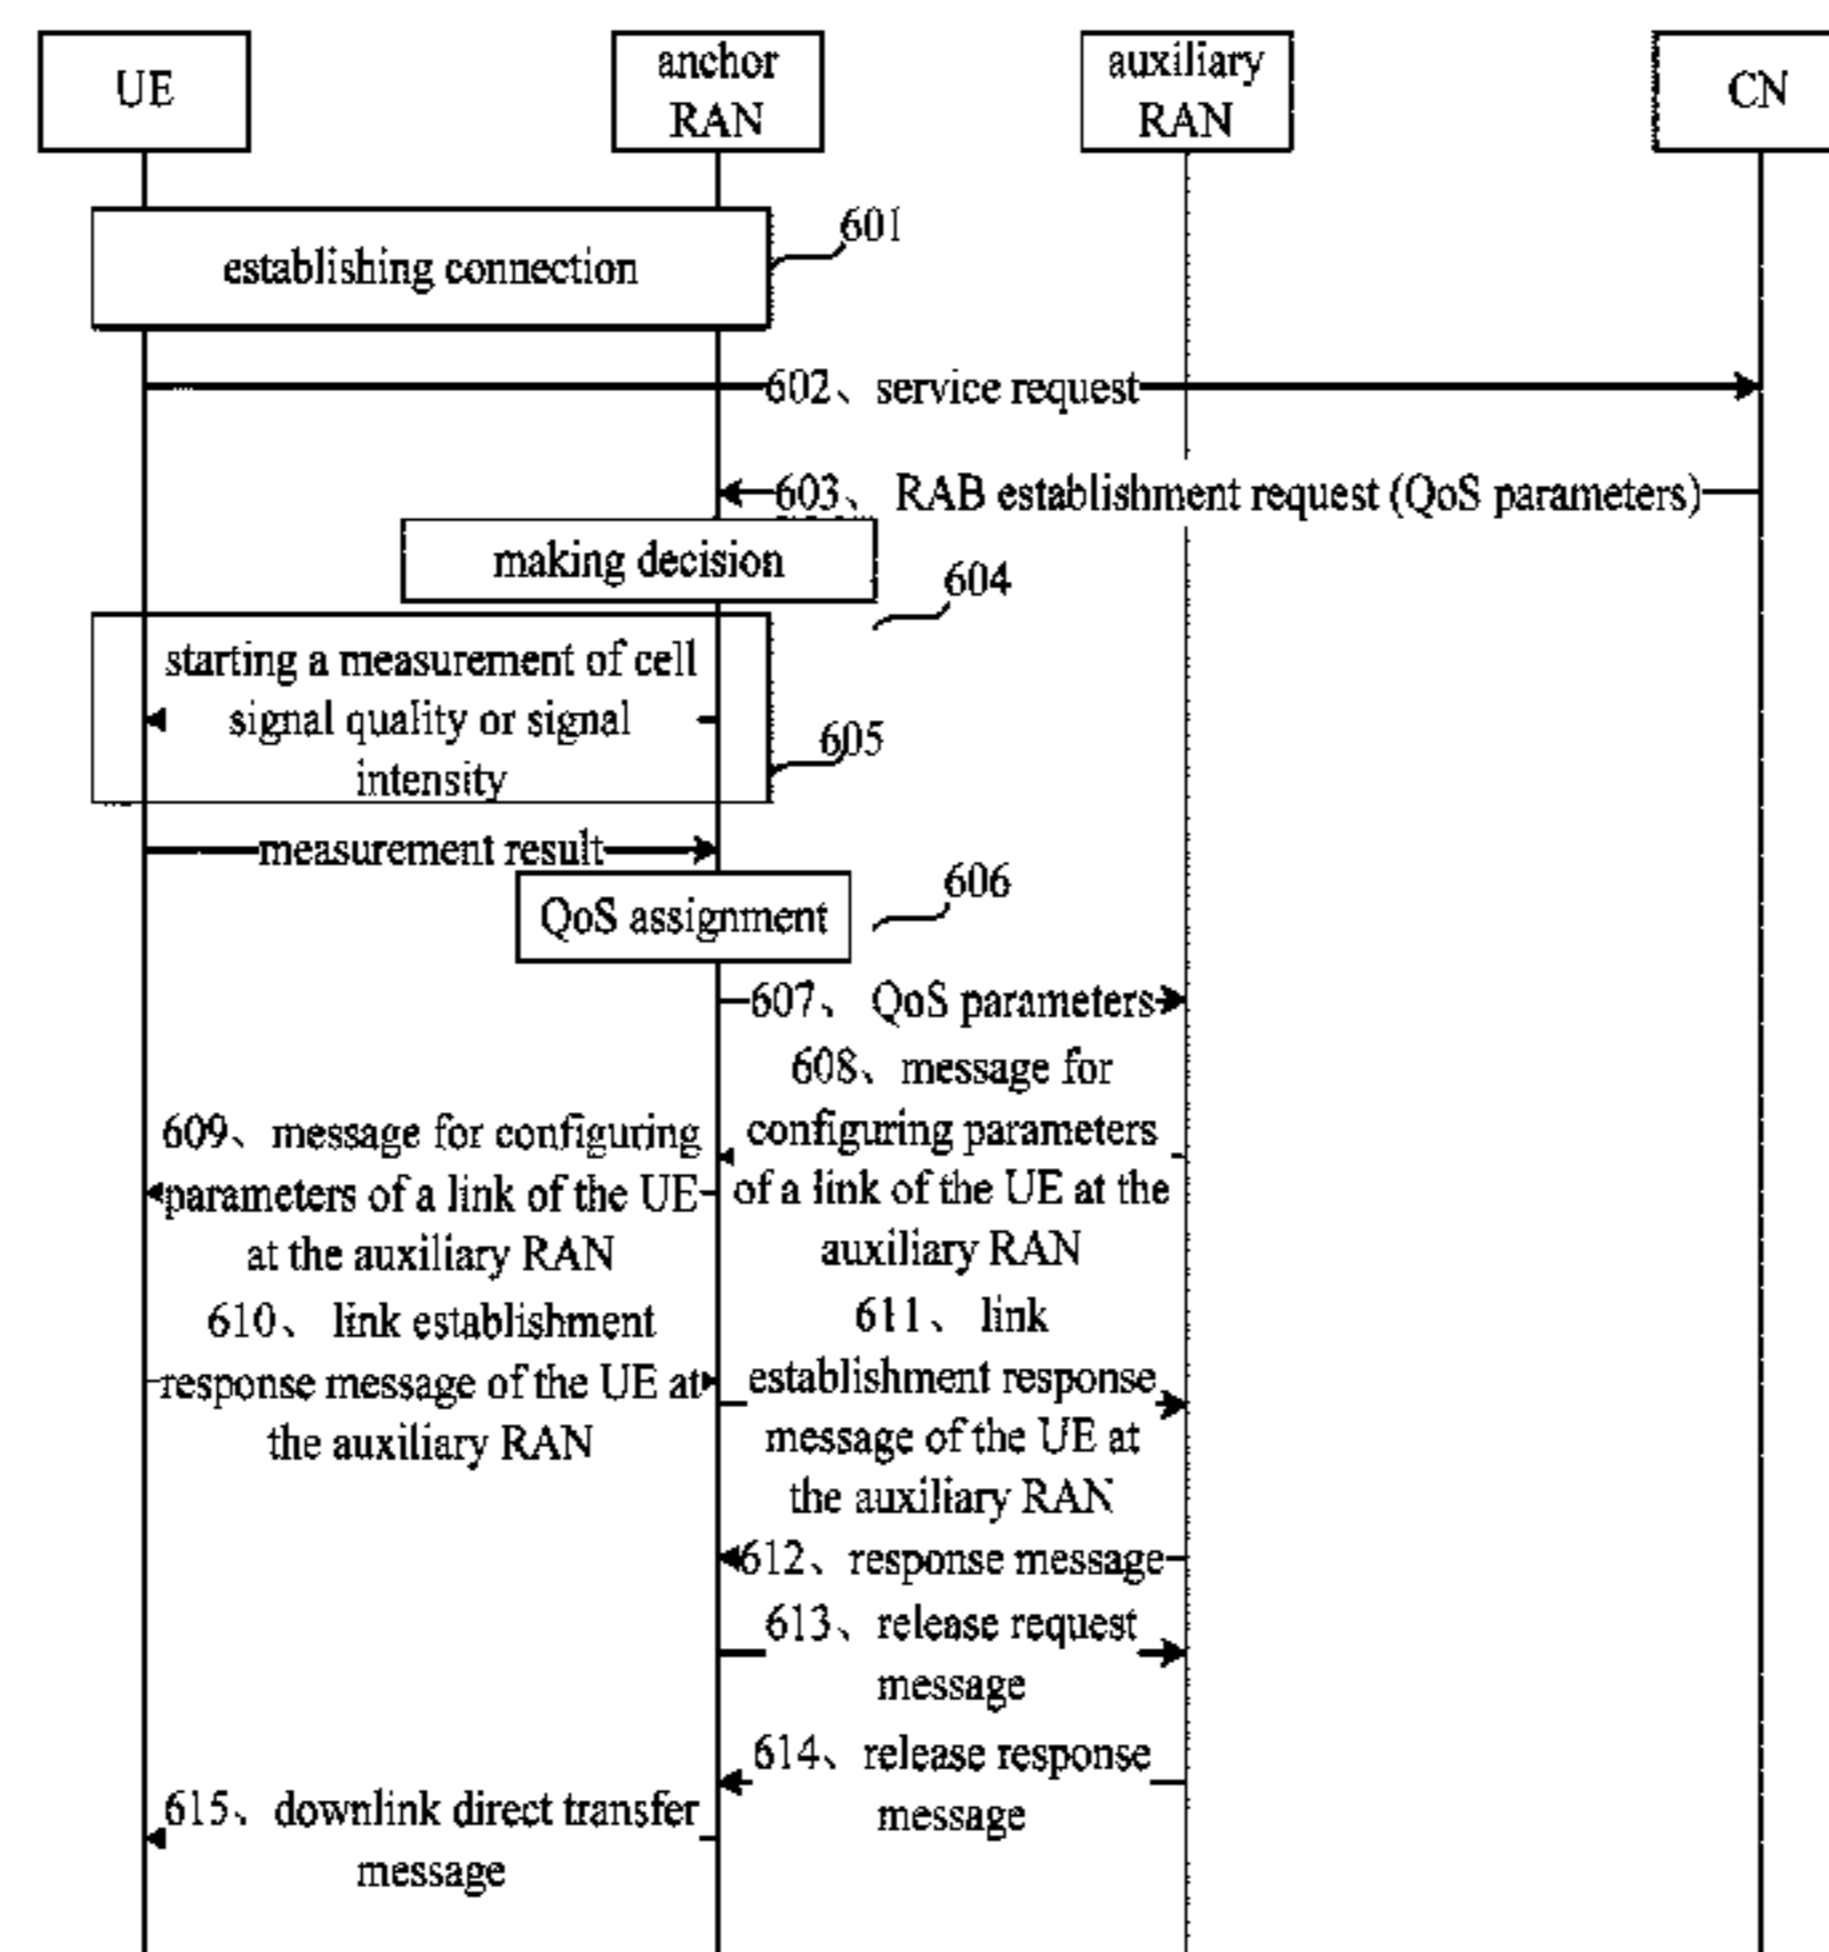 UE
anchor
RAN
auxiliary
RAN
CN
601
establishing connection
602、service request
603、 RAB establishment request (QoS parameters)
making decision
604
starting a measurement of cell
signal quality or signal
intensity
605
measurement result
606
QoS assignment
607、 QoS parameters
608、message for
configuring parameters
of a link of the UE at the
auxiliary RAN
609、message for configuring
parameters of a link of the UE
at the auxiliary RAN
610、 link establishment
response message of the UE at
the auxiliary RAN
611、 link
establishment response
message of the UE at
the auxiliary RAN
612、response message
613、release request
message
614、release response
message
615、downlink direct transfer
message